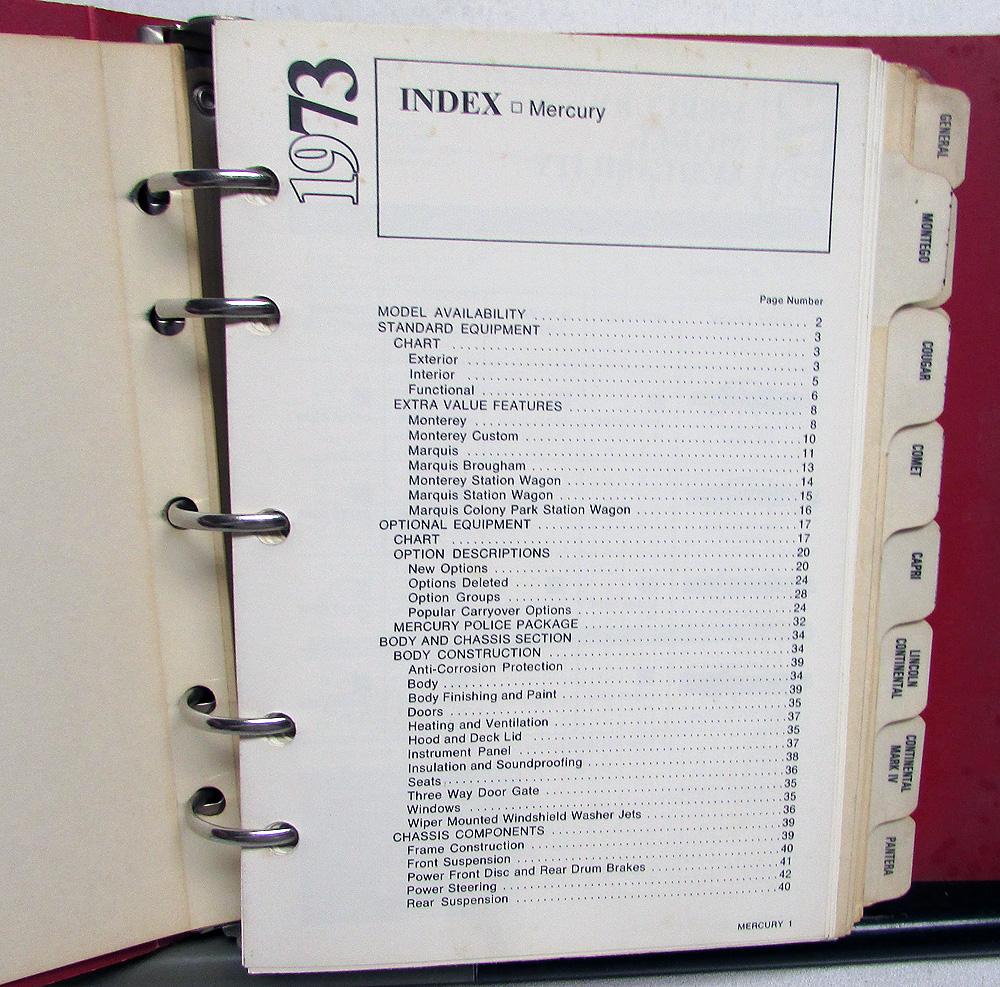 1973
INDEX □ Mercury
Page Number
MODEL AVAILABILITY 2
STANDARD EQUIPMENT 3
CHART 3
Exterior 3
Interior 5
Functional 6
EXTRA VALUE FEATURES 8
Monterey 8
Monterey Custom 10
Marquis 11
Marquis Brougham 13
Monterey Station Wagon 14
Marquis Station Wagon 15
Marquis Colony Park Station Wagon 16
OPTIONAL EQUIPMENT 17
CHART 17
OPTION DESCRIPTIONS 20
New Options 20
Options Deleted 24
Option Groups 28
Popular Carryover Options 24
MERCURY POLICE PACKAGE 32
BODY AND CHASSIS SECTION 34
BODY CONSTRUCTION 34
Anti-Corrosion Protection 39
Body 34
Body Finishing and Paint 39
Doors 35
Heating and Ventilation 37
Hood and Deck Lid 35
Instrument Panel 37
Insulation and Soundproofing 38
Seats 36
Three Way Door Gate 35
Windows 35
Wiper Mounted Windshield Washer Jets 36
CHASSIS COMPONENTS 39
Frame Construction 39
Front Suspension 40
Power Front Disc and Rear Drum Brakes 41
Power Steering 42
Rear Suspension 40
MERCURY 1
GENERAL
MONTEGO
COUGAR
COMET
CAPRI
LINCOLN
CONTINENTAL
CONTINENTAL
MARK IV
PANTERA